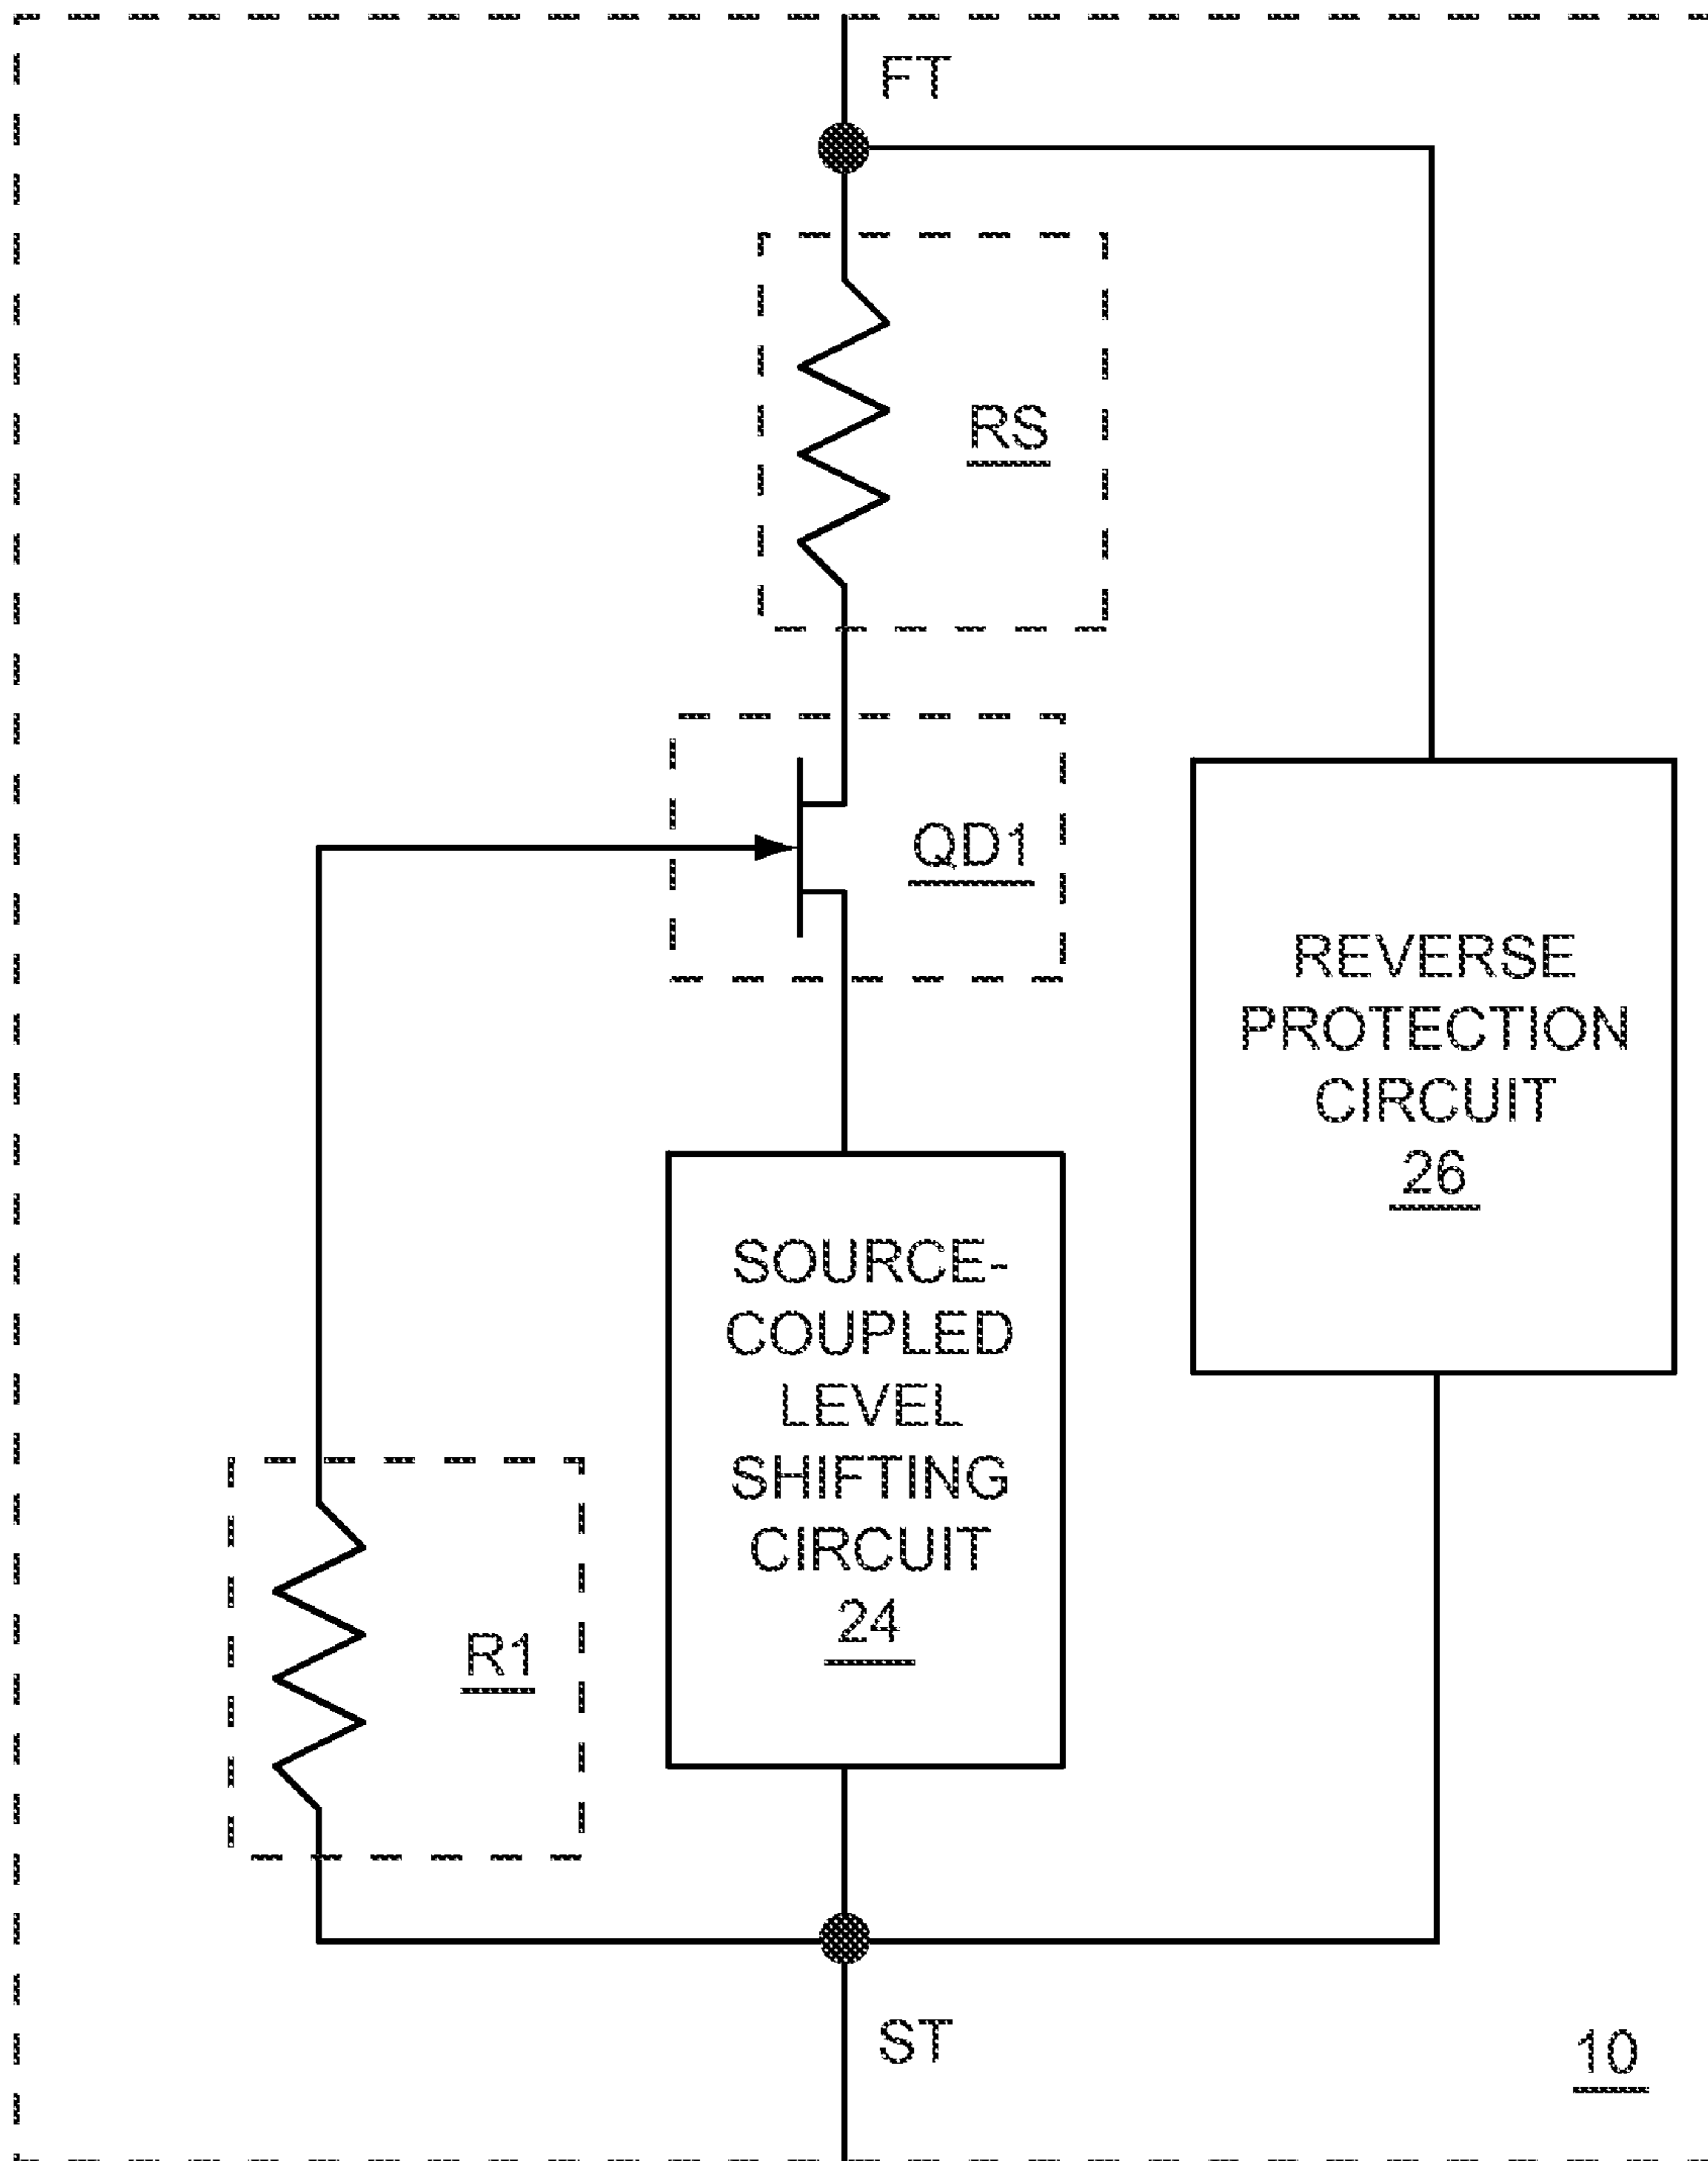 FT
RS
QD1
REVERSE
PROTECTION
CIRCUIT
26
SOURCE-
COUPLED
LEVEL
SHIFTING
CIRCUIT
24
R1
ST
10